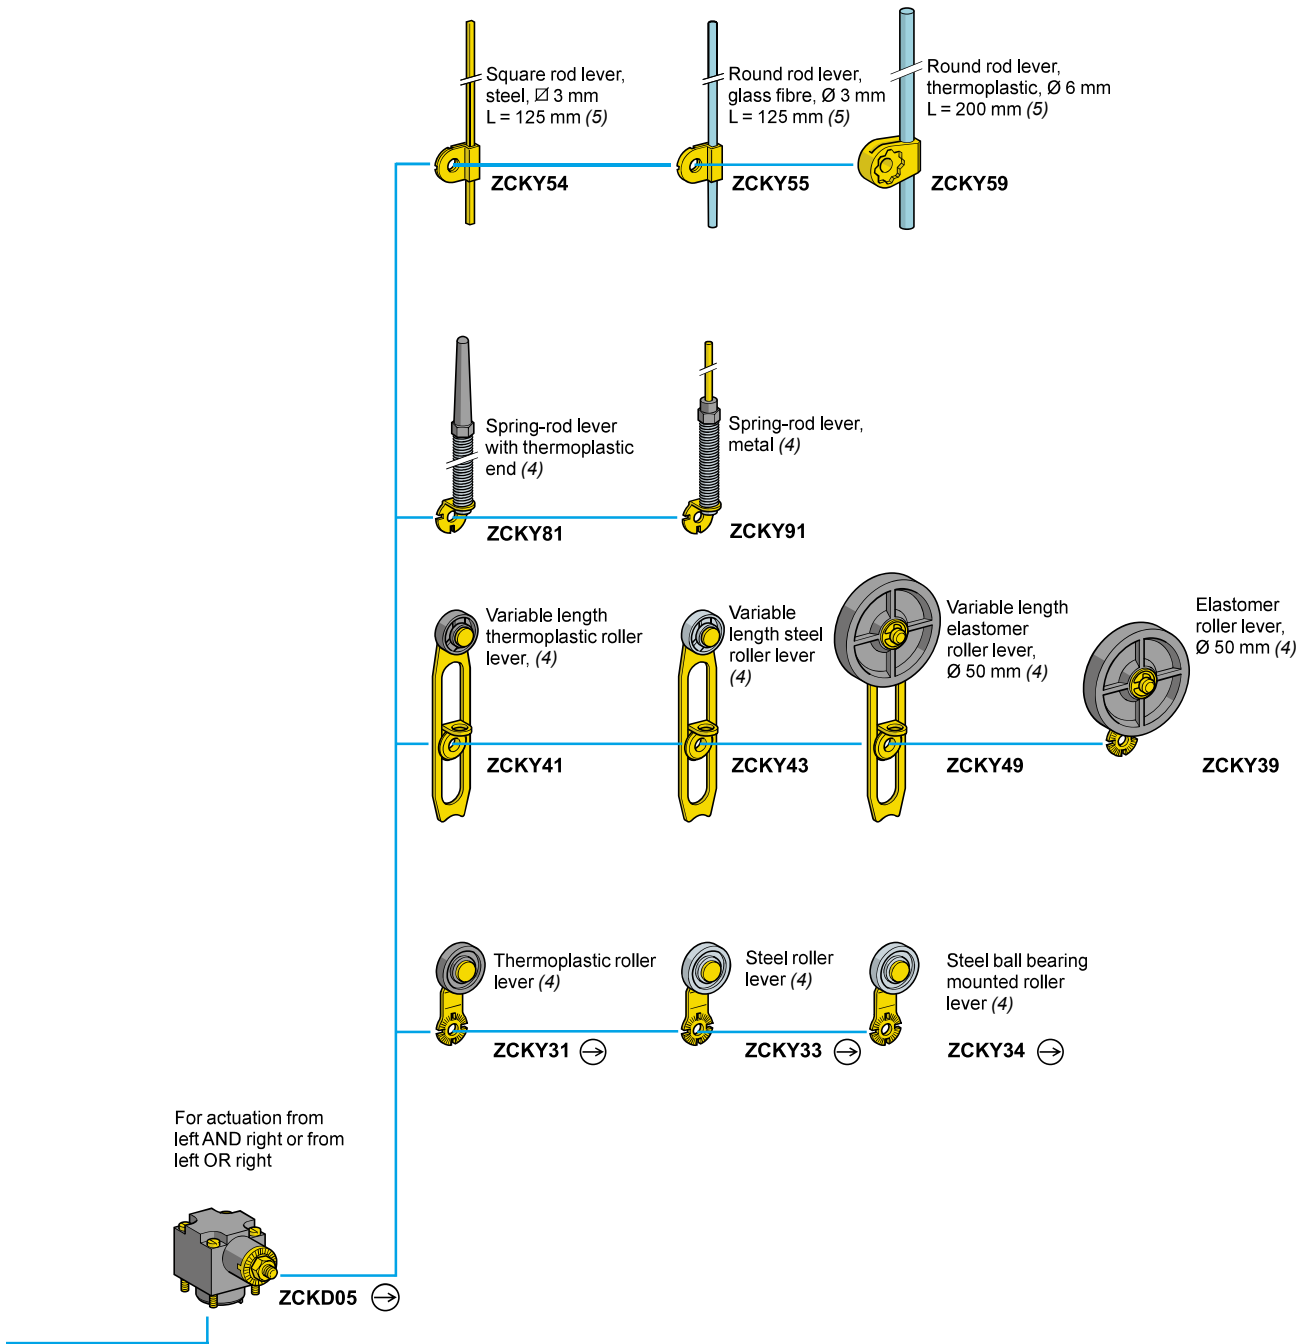 Square rod lever,
steel, ⍁ 3 mm
L = 125 mm (5)
ZCKY54
Round rod lever,
glass fibre, Ø 3 mm
L = 125 mm (5)
ZCKY55
Round rod lever,
thermoplastic, Ø 6 mm
L = 200 mm (5)
ZCKY59
Spring-rod lever
with thermoplastic
end (4)
ZCKY81
Spring-rod lever,
metal (4)
ZCKY91
Variable length
thermoplastic roller
lever, (4)
ZCKY41
Variable
length steel
roller lever
(4)
ZCKY43
Variable length
elastomer
roller lever,
Ø 50 mm (4)
ZCKY49
Elastomer
roller lever,
Ø 50 mm (4)
ZCKY39
Thermoplastic roller
lever (4)
ZCKY31
Steel roller
lever (4)
ZCKY33
Steel ball bearing
mounted roller
lever (4)
ZCKY34
For actuation from
left AND right or from
left OR right
ZCKD05